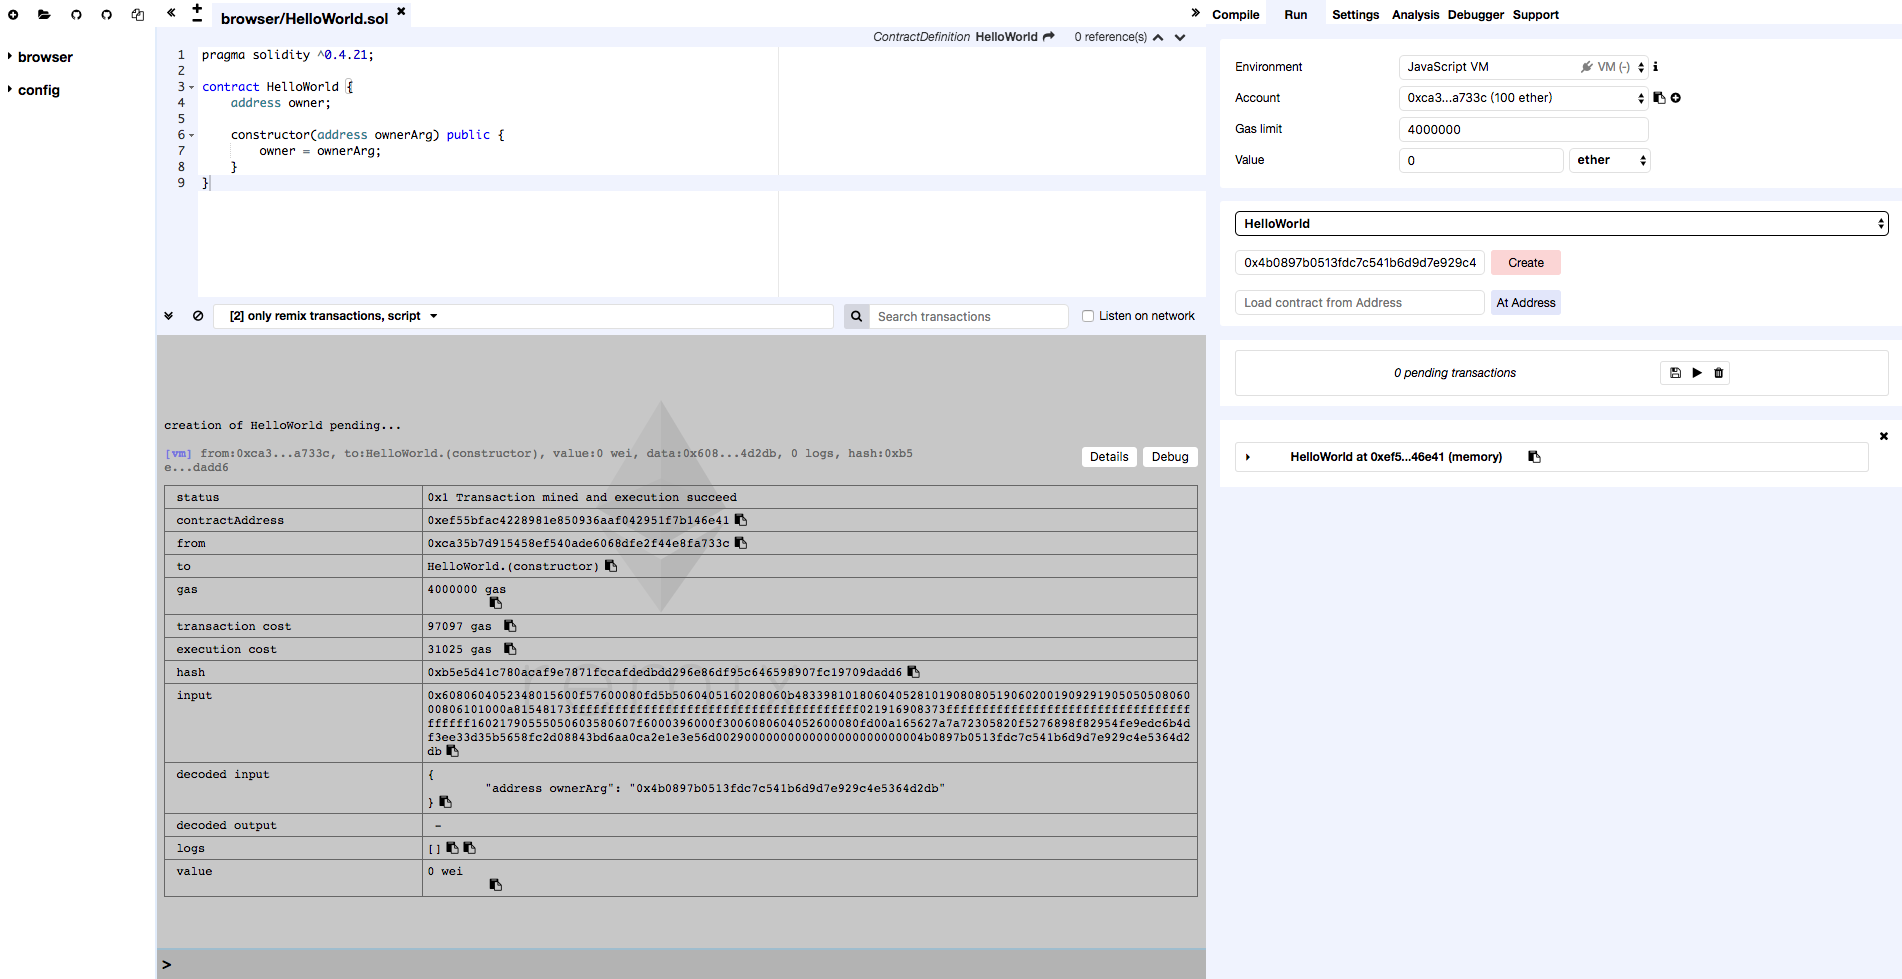 browser/HelloWorld.sol
Compile Run Settings Analysis Debugger Support
browser
config
ContractDefinition HelloWorld 0 reference(s)
1 pragma solidity ^0.4.21;
2
3 contract HelloWorld {
4 address owner;
5
6 constructor(address ownerArg) public {
7 owner = ownerArg;
8 }
9 }
[2] only remix transactions, script
Search transactions
Listen on network
creation of HelloWorld pending...
[vm] from:0xca3...a733c, to:HelloWorld.(constructor), value:0 wei, data:0x608...4d2db, 0 logs, hash:0xb5
e...dadd6
Details Debug
status 0x1 Transaction mined and execution succeed
contractAddress 0xef55bfac4228981e850936aaf042951f7b146e41
from 0xca35b7d915458ef540ade6068dfe2f44e8fa733c
to HelloWorld.(constructor)
gas 4000000 gas
transaction cost 97097 gas
execution cost 31025 gas
hash 0xb5e5d41c780acaf9e7871fccafdedbdd296e86df95c646598907fc19709dadd6
input
decoded input {
"address ownerArg": "0x4b0897b0513fdc7c541b6d9d7e929c4e5364d2db"
}
decoded output -
logs []
value 0 wei
>
remix
Environment JavaScript VM VM (-)
Account 0xca3...a733c (100 ether)
Gas limit 4000000
Value 0 ether
HelloWorld
0x4b0897b0513fdc7c541b6d9d7e929c4 Create
Load contract from Address At Address
0 pending transactions
HelloWorld at 0xef5...46e41 (memory)